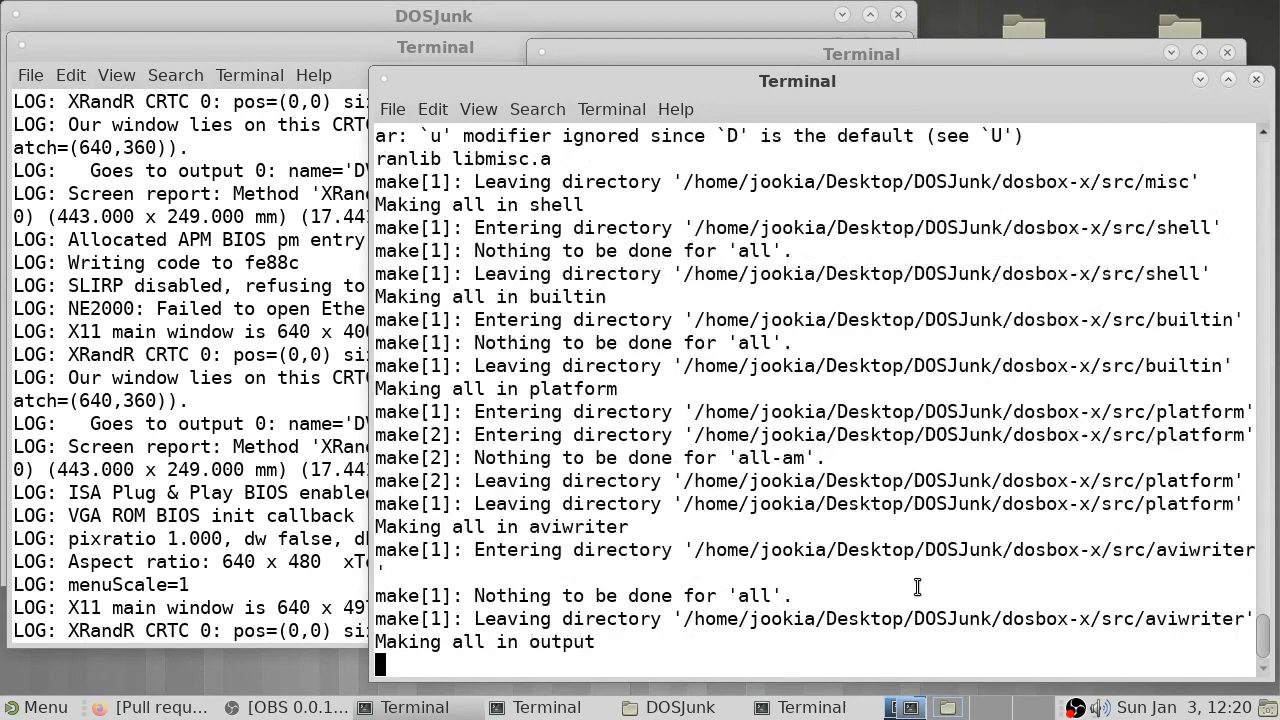 DOSJunk
Terminal
File Edit View Search Terminal Help
LOG: XRandR CRTC 0: pos=(0,0) si
LOG: Our window lies on this CRT
atch=(640,360)).
LOG:   Goes to output 0: name='D
LOG: Screen report: Method 'XR
0) (443.000 x 249.000 mm) (17.44
LOG: Allocated APM BIOS pm entry
LOG: Writing code to fe88c
LOG: SLIRP disabled, refusing to
LOG: NE2000: Failed to open Ethe
LOG: X11 main window is 640 x 40
LOG: XRandR CRTC 0: pos=(0,0) si
LOG: Our window lies on this CRT
atch=(640,360)).
LOG:   Goes to output 0: name='D
LOG: Screen report: Method 'XR
0) (443.000 x 249.000 mm) (17.44
LOG: ISA Plug & Play BIOS enable
LOG: VGA ROM BIOS init callback
LOG: pixratio 1.000, dw false, d
LOG: Aspect ratio: 640 x 480  xT
LOG: menuScale=1
LOG: X11 main window is 640 x 49
LOG: XRandR CRTC 0: pos=(0,0) si
Terminal
Terminal
File Edit View Search Terminal Help
ar: `u' modifier ignored since `D' is the default (see `U')
ranlib libmisc.a
make[1]: Leaving directory '/home/jookia/Desktop/DOSJunk/dosbox-x/src/misc'
Making all in shell
make[1]: Entering directory '/home/jookia/Desktop/DOSJunk/dosbox-x/src/shell'
make[1]: Nothing to be done for 'all'.
make[1]: Leaving directory '/home/jookia/Desktop/DOSJunk/dosbox-x/src/shell'
Making all in builtin
make[1]: Entering directory '/home/jookia/Desktop/DOSJunk/dosbox-x/src/builtin'
make[1]: Nothing to be done for 'all'.
make[1]: Leaving directory '/home/jookia/Desktop/DOSJunk/dosbox-x/src/builtin'
Making all in platform
make[1]: Entering directory '/home/jookia/Desktop/DOSJunk/dosbox-x/src/platform'
make[2]: Entering directory '/home/jookia/Desktop/DOSJunk/dosbox-x/src/platform'
make[2]: Nothing to be done for 'all-am'.
make[2]: Leaving directory '/home/jookia/Desktop/DOSJunk/dosbox-x/src/platform'
make[1]: Leaving directory '/home/jookia/Desktop/DOSJunk/dosbox-x/src/platform'
Making all in aviwriter
make[1]: Entering directory '/home/jookia/Desktop/DOSJunk/dosbox-x/src/aviwriter
'
make[1]: Nothing to be done for 'all'.
make[1]: Leaving directory '/home/jookia/Desktop/DOSJunk/dosbox-x/src/aviwriter'
Making all in output
Menu [Pull requ... [OBS 0.0.1... Terminal Terminal DOSJunk Terminal Sun Jan  3, 12:20